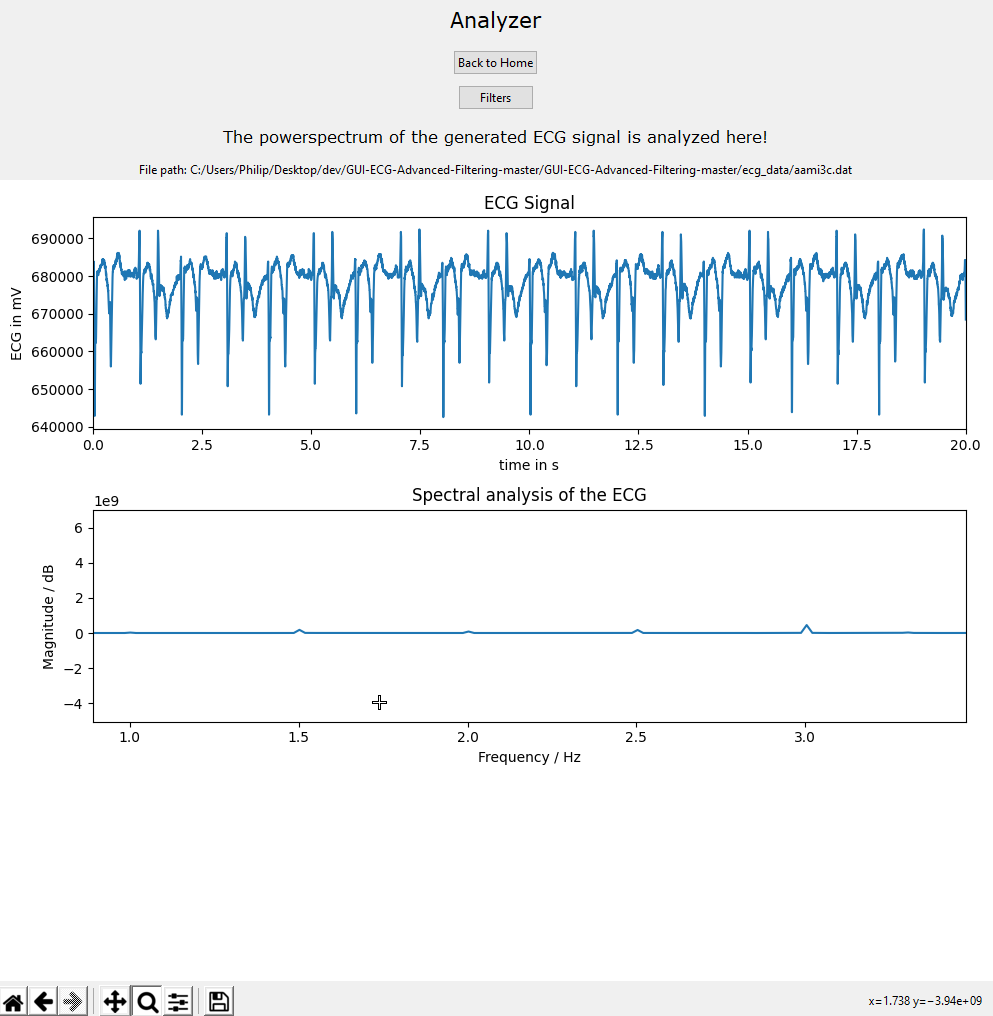 Analyzer
Back to Home
Filters
The powerspectrum of the generated ECG signal is analyzed here!
File path: C:/Users/Philip/Desktop/dev/GUI-ECG-Advanced-Filtering-master/GUI-ECG-Advanced-Filtering-master/ecg_data/aami3c.dat
ECG Signal
ECG in mV
690000
680000
670000
660000
650000
640000
0.0 2.5 5.0 7.5 10.0 12.5 15.0 17.5 20.0
time in s
Spectral analysis of the ECG
1e9
Magnitude / dB
6
4
2
0
−2
−4
1.0 1.5 2.0 2.5 3.0
Frequency / Hz
x=1.738 y=−3.94e+09